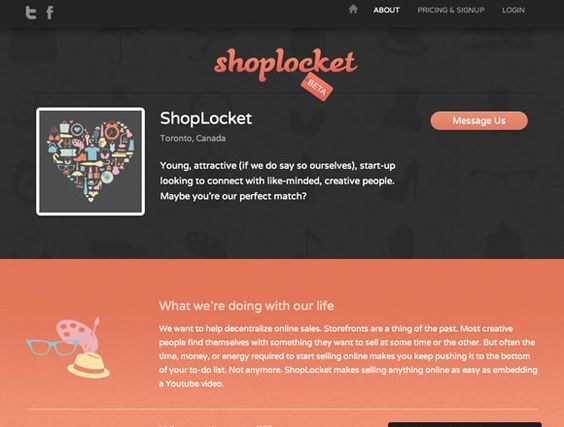 ABOUT
PRICING & SIGNUP
LOGIN
shoplocket
BETA
ShopLocket
Toronto, Canada
Message Us
Young, attractive (if we do say so ourselves), start-up
looking to connect with like-minded, creative people.
Maybe you're our perfect match?
What we're doing with our life
We want to help decentralize online sales. Storefronts are a thing of the past. Most creative
people find themselves with something they want to sell at some time or the other. But often the
time, money, or energy required to start selling online makes you keep pushing it to the bottom
of your to-do list. Not anymore. ShopLocket makes selling anything online as easy as embedding
a Youtube video.